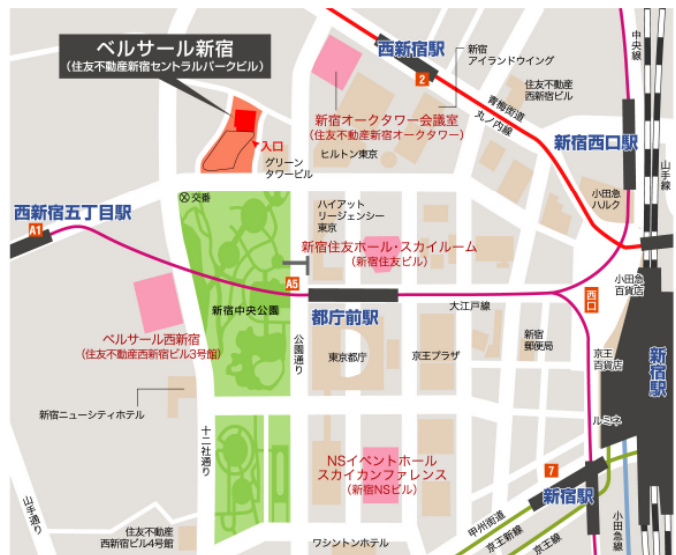 ベルサール新宿
(住友不動産新宿セントラルパークビル)
入口
グリーン
タワービル
西新宿駅
2
新宿
アイランドウイング
住友不動産
西新宿ビル
中央線
青梅街道
丸ノ内線
新宿オークタワー会議室
(住友不動産新宿オークタワー)
ヒルトン東京
新宿西口駅
山手線
小田急
ハルク
交番
西新宿五丁目駅
A1
ハイアット
リージェンシー
東京
新宿住友ホール・スカイルーム
(新宿住友ビル)
A5
小田急
百貨店
西口
新宿中央公園
都庁前駅
大江戸線
ベルサール西新宿
(住友不動産西新宿ビル3号館)
公園通り
東京都庁
京王プラザ
新宿
郵便局
京王
百貨店
新宿駅
新宿ニューシティホテル
十二社通り
ルミネ
NSイベントホール
スカイカンファレンス
(新宿NSビル)
7
新宿駅
山手通り
住友不動産
西新宿ビル4号館
ワシントンホテル
甲州街道
京王新線
京王線
小田急線